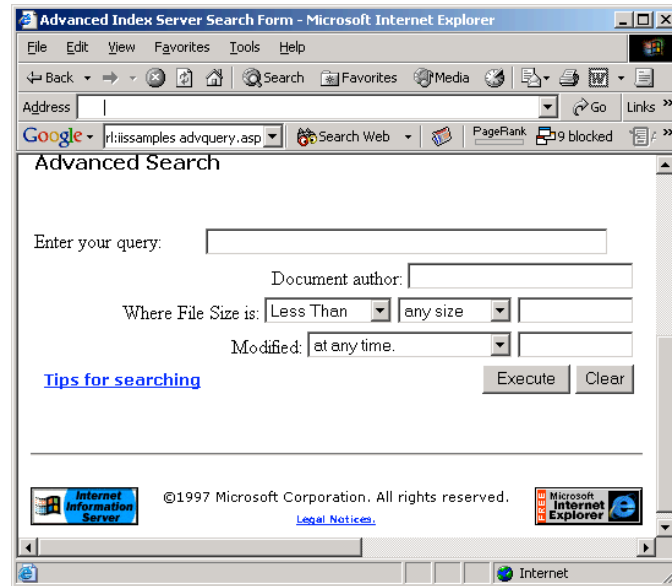 Advanced Index Server Search Form - Microsoft Internet Explorer
File Edit View Favorites Tools Help
Back Search Favorites Media
Address Go Links »
Google rl:iissamples advquery.asp Search Web PageRank 9 blocked »
Advanced Search
Enter your query:
Document author:
Where File Size is: Less Than any size
Modified: at any time.
Tips for searching Execute Clear
Internet Information Server
©1997 Microsoft Corporation. All rights reserved.
Legal Notices.
FREE Microsoft Internet Explorer
Internet